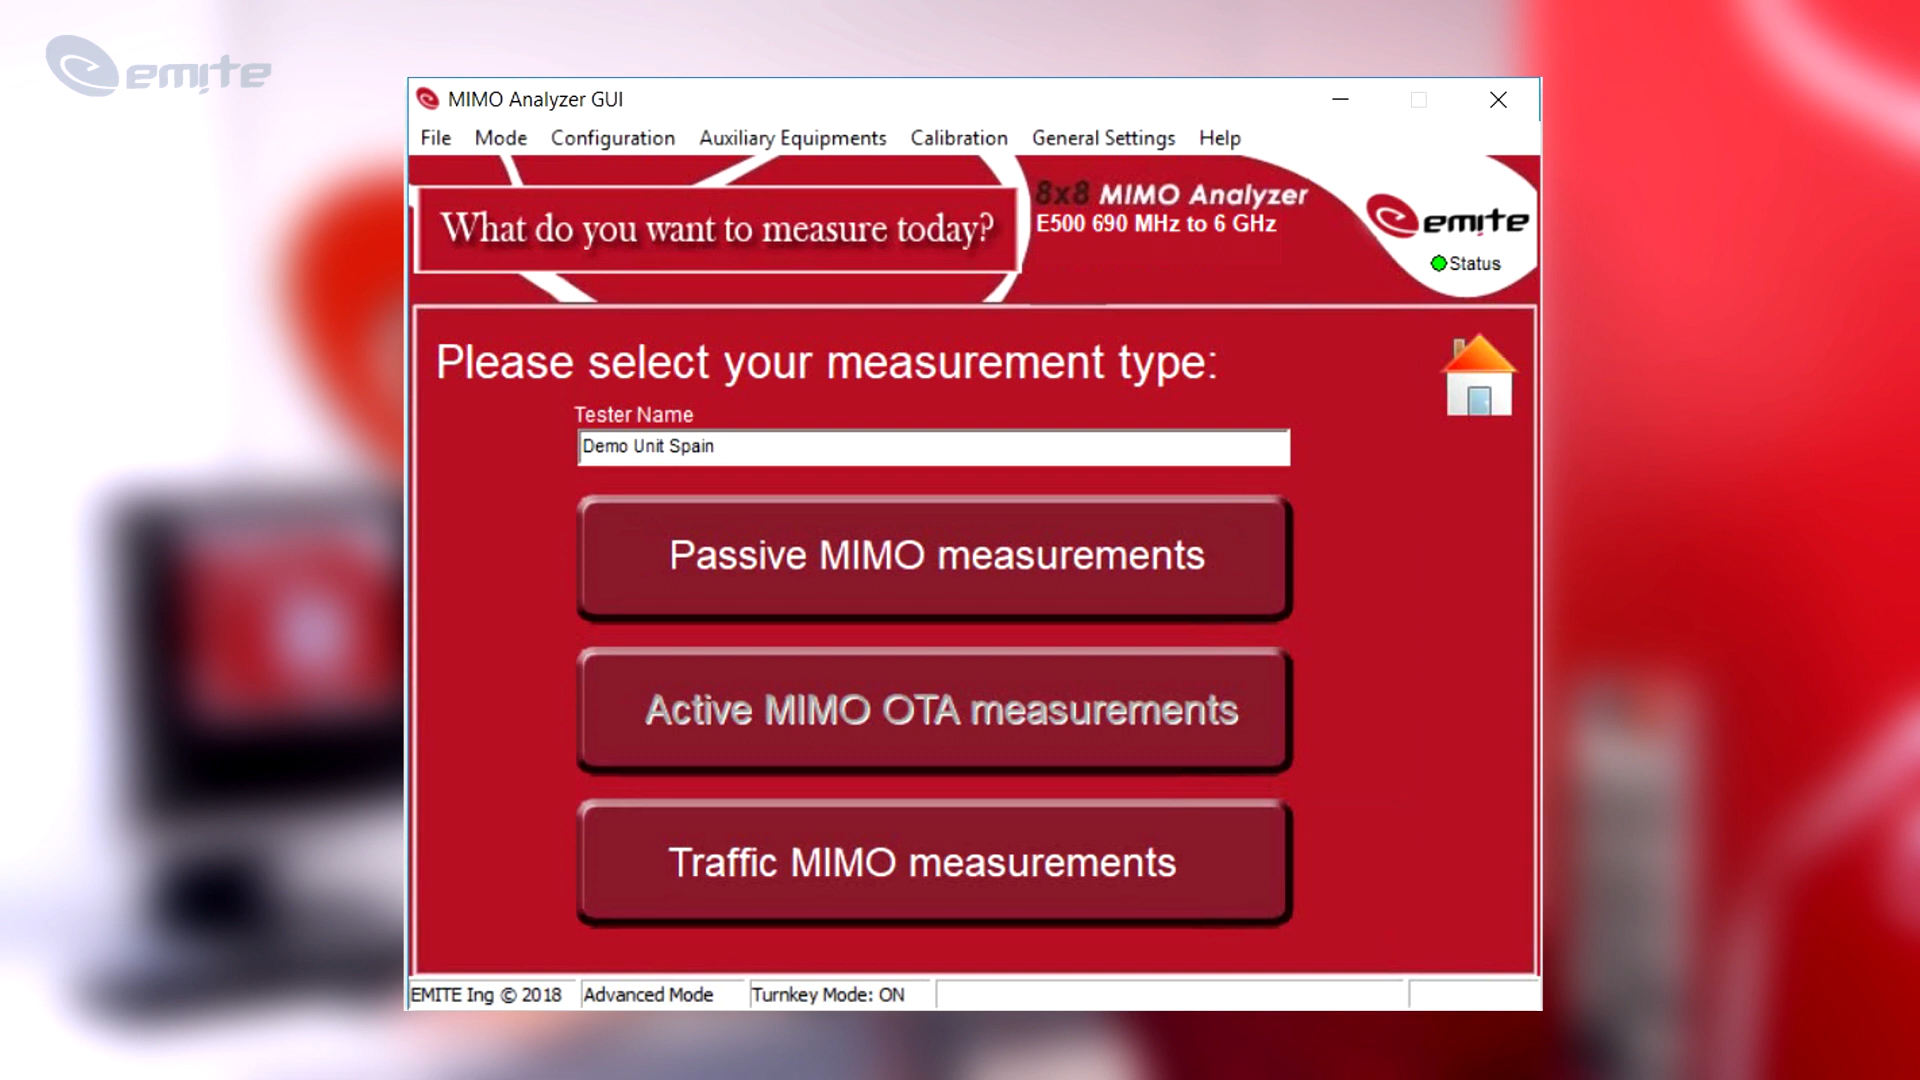 emite
MIMO Analyzer GUI
File Mode Configuration Auxiliary Equipments Calibration General Settings Help
What do you want to measure today?
8x8 MIMO Analyzer
E500 690 MHz to 6 GHz
emite
Status
Please select your measurement type:
Tester Name
Demo Unit Spain
Passive MIMO measurements
Active MIMO OTA measurements
Traffic MIMO measurements
EMITE Ing © 2018 Advanced Mode Turnkey Mode: ON